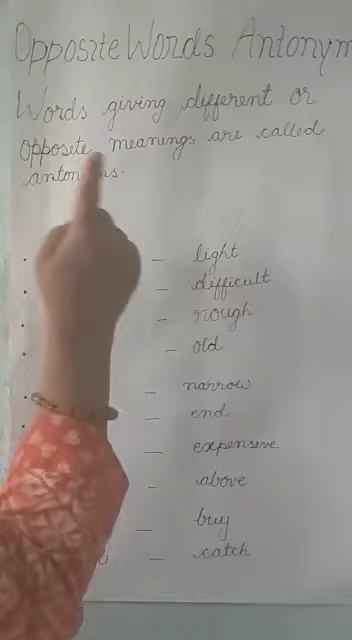 Opposite Words Antonym
Words giving different or
opposite meanings are called
- light
- difficult
- rough
- old
- narrow
- end
- expensive
- above
- buy
- catch